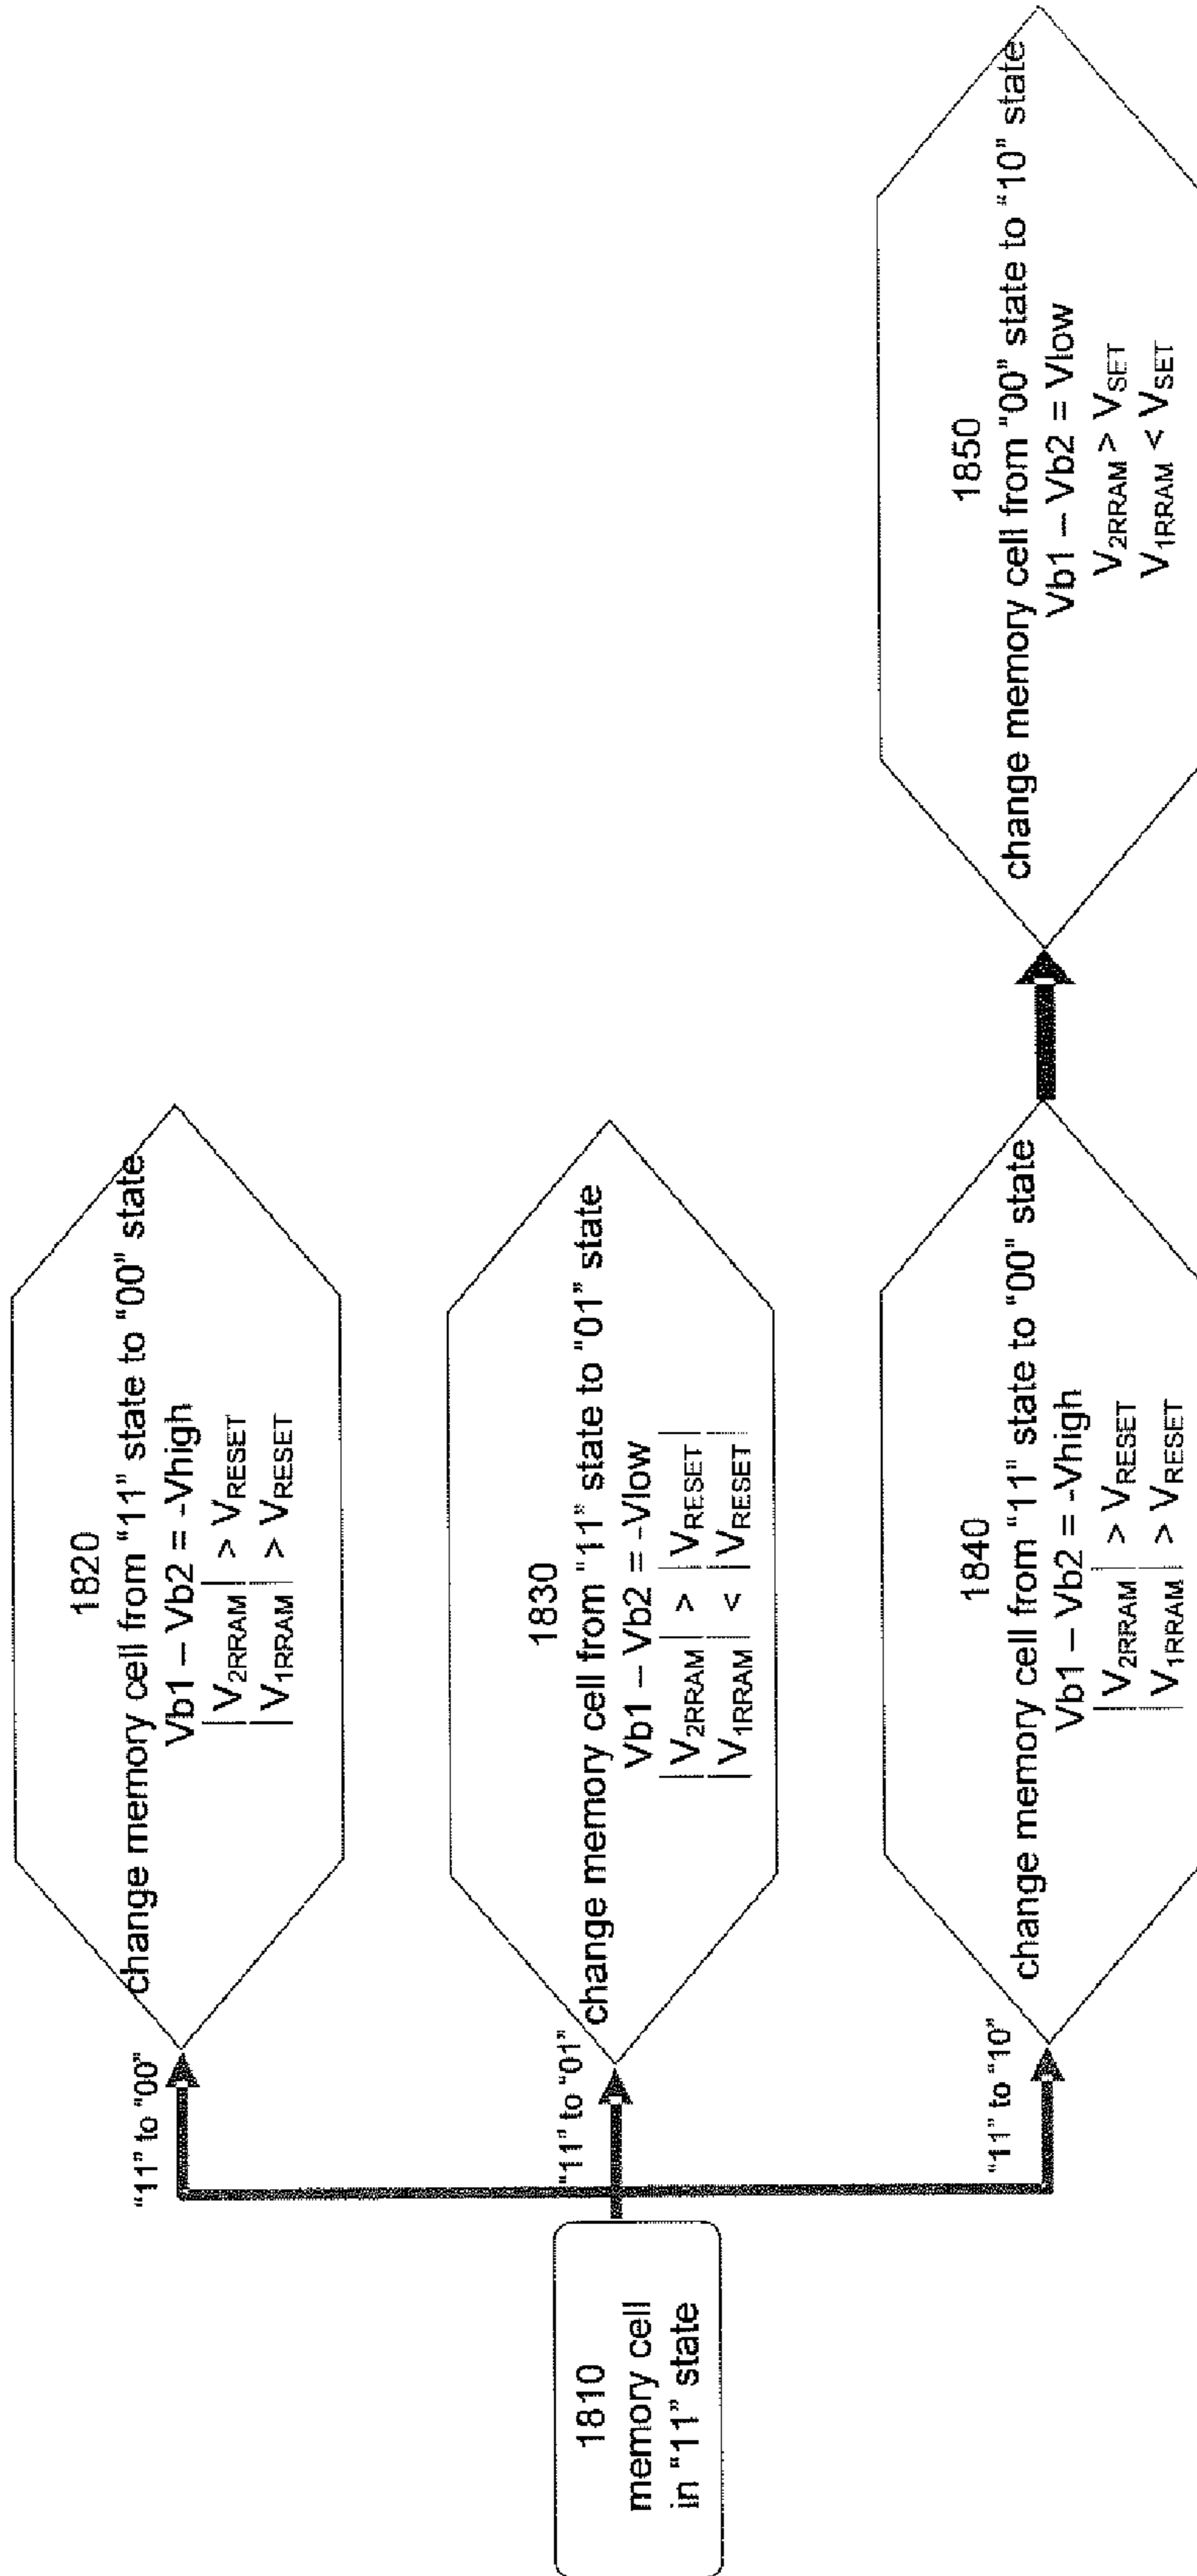 1810
memory cell
in “11” state
“11” to “00”
1820
change memory cell from “11” state to “00” state
Vb1 – Vb2 = -Vhigh
|V2RRAM| > VRESET
|V1RRAM| > VRESET
“11” to “01”
1830
change memory cell from “11” state to “01” state
Vb1 – Vb2 = -Vlow
|V2RRAM| > |VRESET|
|V1RRAM| < |VRESET|
“11” to “10”
1840
change memory cell from “11” state to “00” state
Vb1 – Vb2 = -Vhigh
|V2RRAM| > VRESET
|V1RRAM| > VRESET
1850
change memory cell from “00” state to “10” state
Vb1 – Vb2 = Vlow
V2RRAM > VSET
V1RRAM < VSET